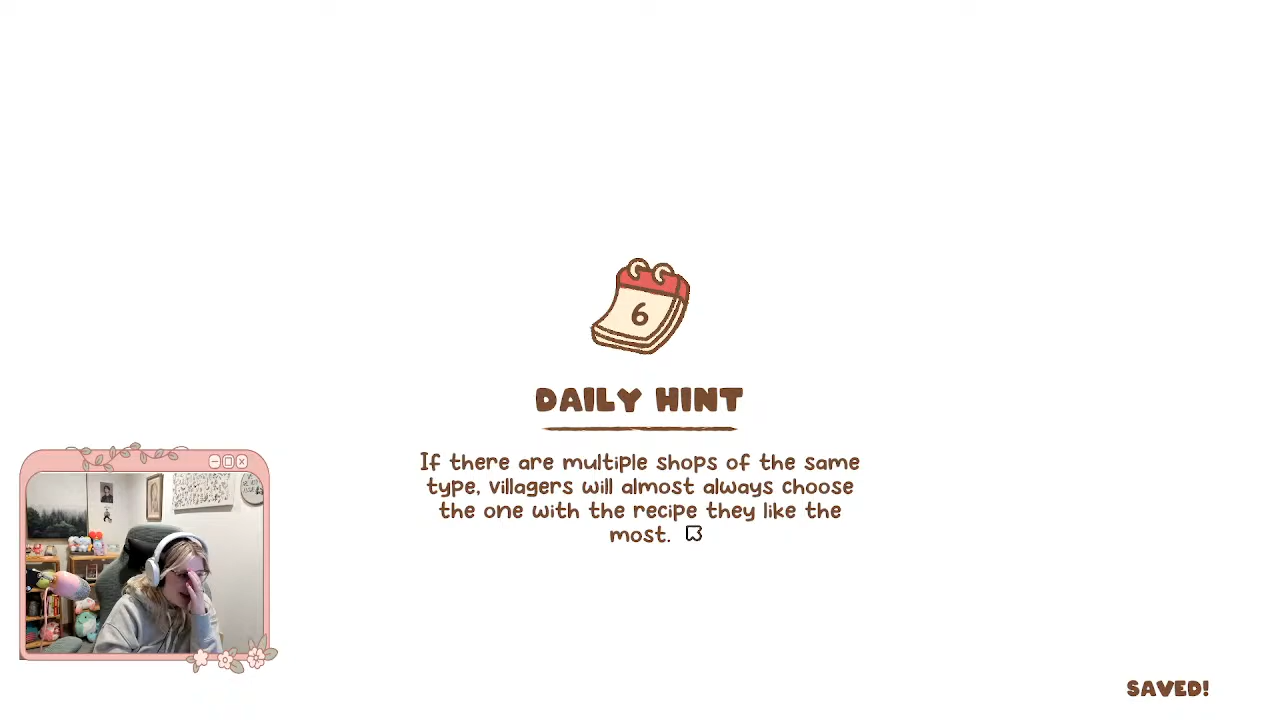 6
DAILY HINT
If there are multiple shops of the same
type, villagers will almost always choose
the one with the recipe they like the
most.
SAVED!